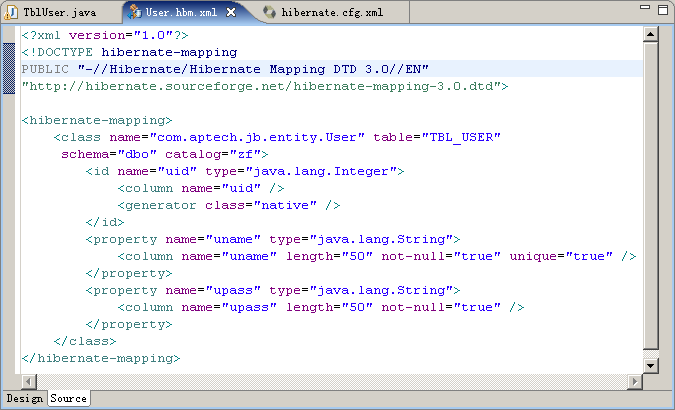 TblUser.java User.hbm.xml hibernate.cfg.xml
<?xml version="1.0"?>
<!DOCTYPE hibernate-mapping
PUBLIC "-//Hibernate/Hibernate Mapping DTD 3.0//EN"
"http://hibernate.sourceforge.net/hibernate-mapping-3.0.dtd">

<hibernate-mapping>
    <class name="com.aptech.jb.entity.User" table="TBL_USER"
     schema="dbo" catalog="zf">
        <id name="uid" type="java.lang.Integer">
            <column name="uid" />
            <generator class="native" />
        </id>
        <property name="uname" type="java.lang.String">
            <column name="uname" length="50" not-null="true" unique="true" />
        </property>
        <property name="upass" type="java.lang.String">
            <column name="upass" length="50" not-null="true" />
        </property>
    </class>
</hibernate-mapping>
Design Source